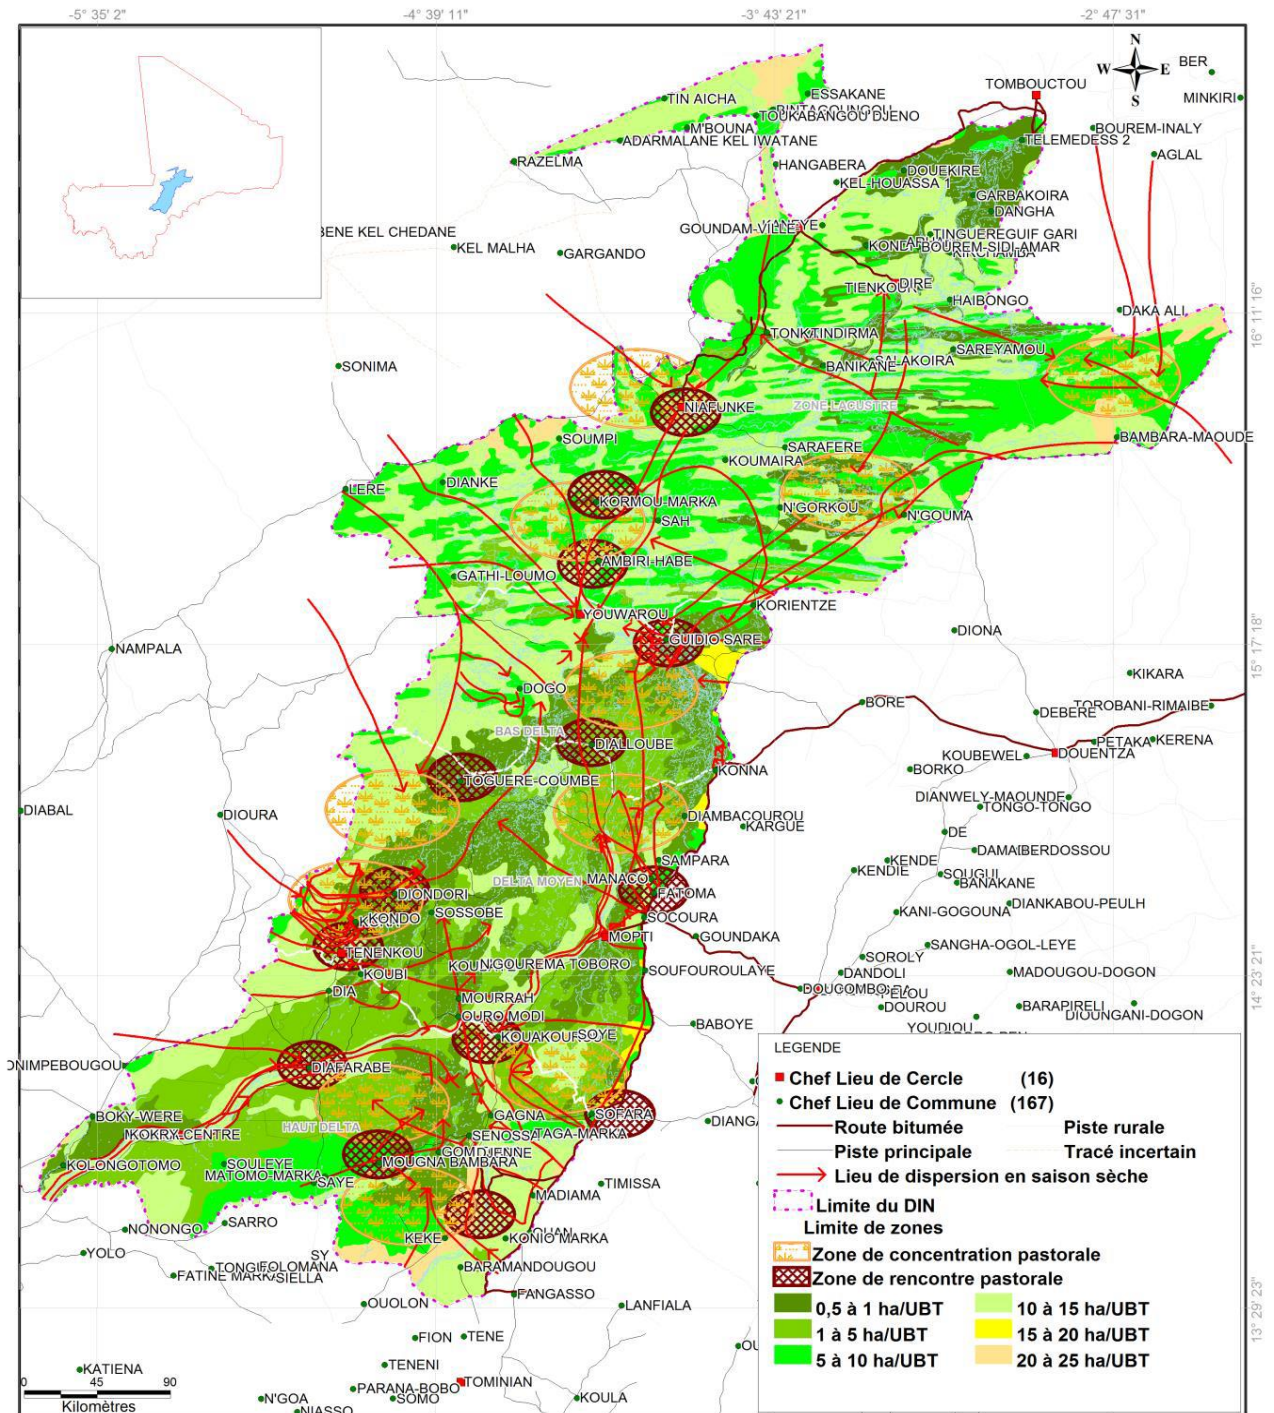 -5° 35' 2"
-4° 39' 11"
-3° 43' 21"
-2° 47' 31"
N
W E
S
BER
TOMBOUCTOU
MINKIRI
TIN AICHA
ESSAKANE
TOUKABANGOU DJENO
M'BOUNA
BOUREM-INALY
ADARMALANE KEL IWATANE
TELEMEDESS 2
RAZELMA
AGLAL
HANGABERA
DOUEKIRE
KEL-HOUASSA 1
GARBAKOIRA
DANGHA
GOUNDAM-VILLE
BENE KEL CHEDANE
TINGUEREGUIF GARI
KEL MALHA
BOUREM-SIDI-AMAR
GARGANDO
DIRE
HAIBONGO
DAKA ALI
16° 11' 16"
SONIMA
SAREYAMOU
SALAKOIRA
BANIKANE
ZONE LACUSTRE
NIAFUNKE
SOUMPI
BAMBARA-MAOUDE
SARAFERE
KOUMAIRA
DIANKE
LERE
KORMOU-MARKA
N'GORKOU
N'GOUMA
SAH
AMBIRI-HABE
GATHI-LOUMO
KORIENTZE
YOUWAROU
DIONA
GUIDIO SARE
15° 17' 18"
NAMPALA
KIKARA
DOGO
BORE
TOROBANI-RIMAIBE
DEBERE
BAS DELTA
DIALLOUBE
PETAKA
KERENA
KOUBEWEL
DOUENTZA
KONNA
BORKO
TOGUERE-COUMBE
DIANWELY-MAOUNDE
TONGO-TONGO
DIABAL
DIOURA
DIAMBACOUROU
KARGUE
DE
SAMPARA
KENDE
KENDIE
SOUGUI
BANAKANE
MANACO
DELTA MOYEN
DIONDORI
FATOMA
DIANKABOU-PEULH
KONDO
SOSSOBE
SOCOURA
KANI-GOGOUNA
MOPTI
GOUNDAKA
SANGHA-OGOL-LEYE
TENENKOU
SOROLY
KOUBI
SOUFOUROULAYE
DANDOLI
MADOUGOU-DOGON
14° 23' 21"
DIA
MOURRAH
DOUROU
BARAPIRELI
OURO MODI
BABOYE
YOUDIOU
DIOUNGANI-DOGON
SOYE
DIAFARABE
BOKY-WERE
GAGNA
SOFARA
HAUT DELTA
SENOSSA
TAGA-MARKA
KOLONGOTOMO
SOULEYE
MOUGNA BAMBARA
MATOMO-MARKA
SAYE
TIMISSA
MADIAMA
SARRO
NONONGO
KEKE
KONIO MARKA
YOLO
SY
BARAMANDOUGOU
FANGASSO
OUOLON
LANFIALA
13° 29' 23"
FION
TENE
TENENI
KATIENA
TOMINIAN
PARANA-BOBO
N'GOA
SOMO
KOULA
NIASSO
0 45 90
Kilomètres
LEGENDE
Chef Lieu de Cercle (16)
Chef Lieu de Commune (167)
Route bitumée
Piste rurale
Piste principale
Tracé incertain
Lieu de dispersion en saison sèche
Limite du DIN
Limite de zones
Zone de concentration pastorale
Zone de rencontre pastorale
0,5 à 1 ha/UBT
10 à 15 ha/UBT
1 à 5 ha/UBT
15 à 20 ha/UBT
5 à 10 ha/UBT
20 à 25 ha/UBT